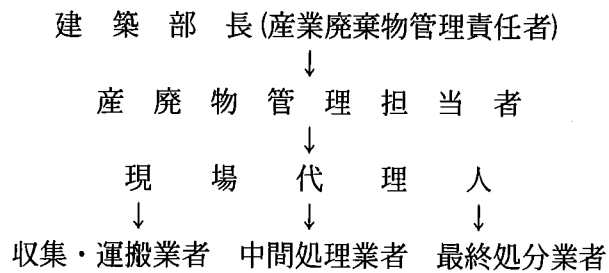 建築部長(産業廃棄物管理責任者)
↓
産廃物管理担当者
↓
現場代理人
↓ ↓ ↓
収集・運搬業者 中間処理業者 最終処分業者